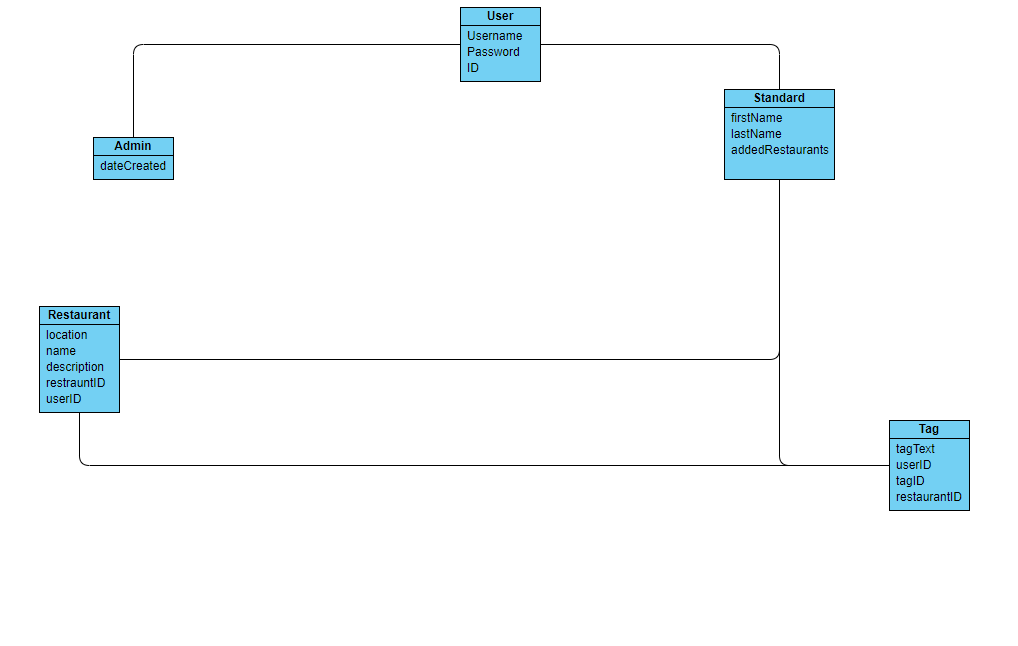 User
Username
Password
ID
Standard
firstName
lastName
addedRestaurants
Admin
dateCreated
Restaurant
location
name
description
restrauntID
userID
Tag
tagText
userID
tagID
restaurantID